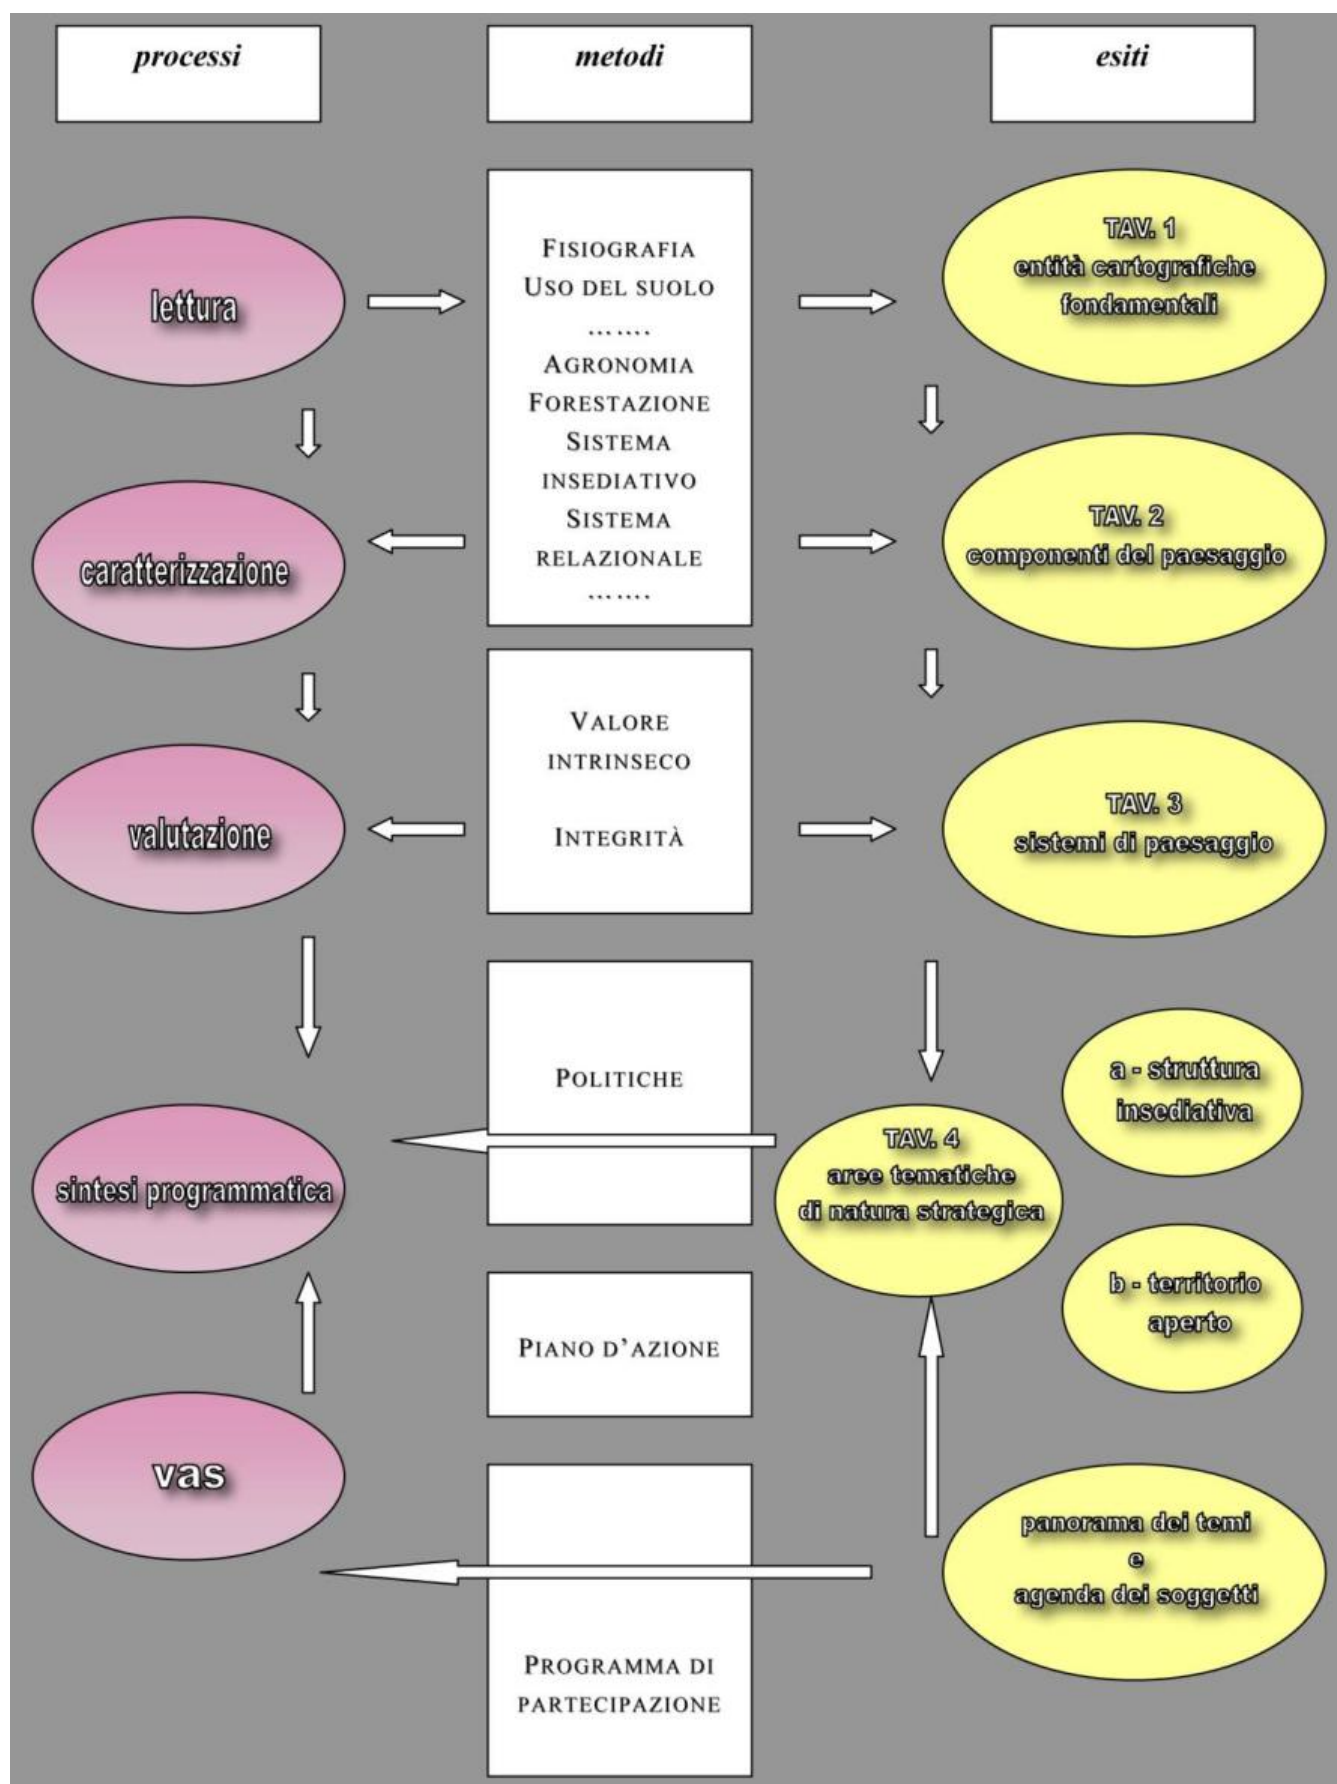 processi
metodi
esiti
lettura
FISIOGRAFIA
USO DEL SUOLO
…….
AGRONOMIA
FORESTAZIONE
SISTEMA
INSEDIATIVO
SISTEMA
RELAZIONALE
…….
TAV. 1
entità cartografiche
fondamentali
caratterizzazione
TAV. 2
componenti del paesaggio
valutazione
VALORE
INTRINSECO
INTEGRITÀ
TAV. 3
sistemi di paesaggio
sintesi programmatica
POLITICHE
TAV. 4
aree tematiche
di natura strategica
a - struttura
insediativa
b - territorio
aperto
PIANO D’AZIONE
vas
PROGRAMMA DI
PARTECIPAZIONE
panorama dei temi
e
agenda dei soggetti